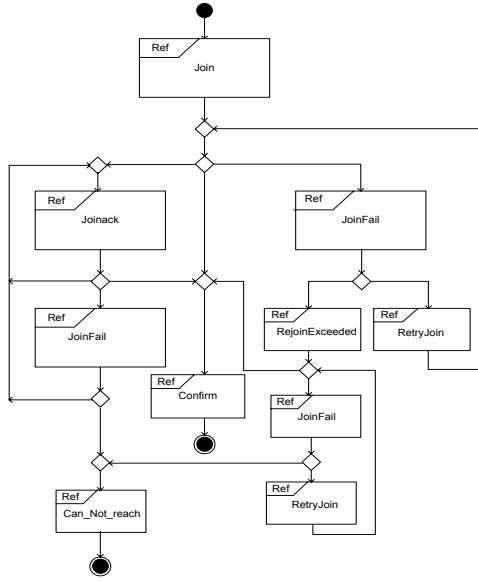 Ref
Join
Ref
Joinack
Ref
JoinFail
Ref
JoinFail
Ref
RejoinExceeded
Ref
RetryJoin
Ref
Confirm
Ref
JoinFail
Ref
Can_Not_reach
Ref
RetryJoin